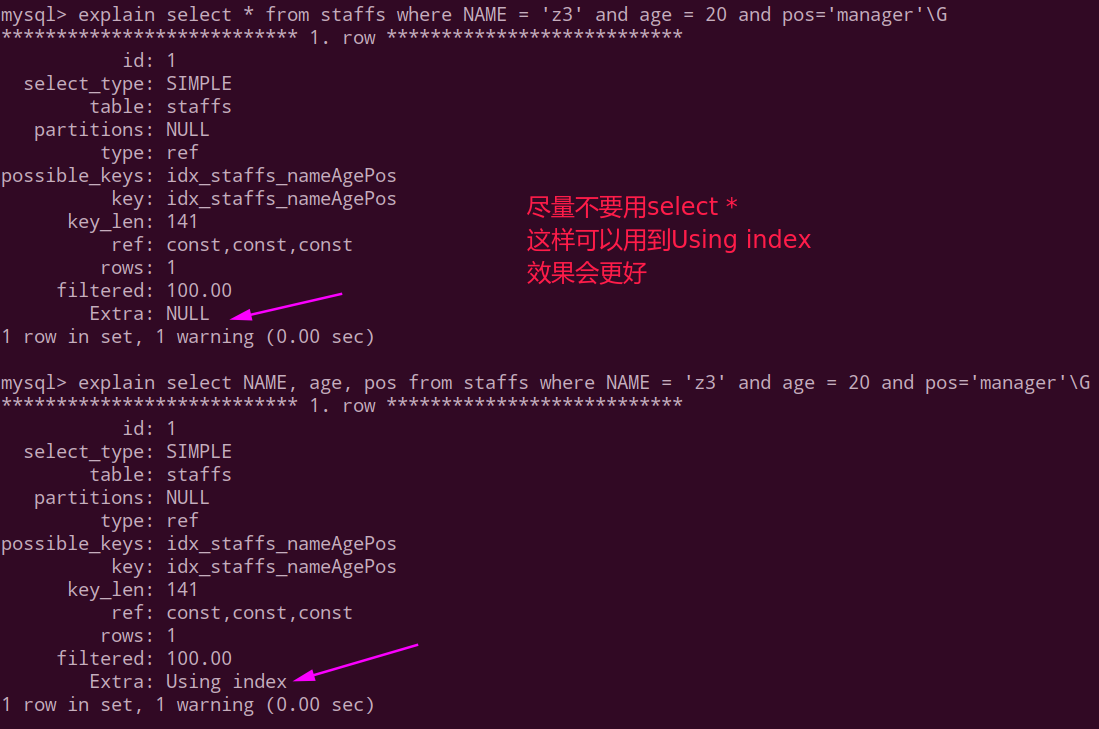 mysql> explain select * from staffs where NAME = 'z3' and age = 20 and pos='manager'\G
*************************** 1. row ***************************
id: 1
select_type: SIMPLE
table: staffs
partitions: NULL
type: ref
possible_keys: idx_staffs_nameAgePos
key: idx_staffs_nameAgePos
key_len: 141
ref: const,const,const
rows: 1
filtered: 100.00
Extra: NULL
1 row in set, 1 warning (0.00 sec)
尽量不要用select *
这样可以用到Using index
效果会更好
mysql> explain select NAME, age, pos from staffs where NAME = 'z3' and age = 20 and pos='manager'\G
*************************** 1. row ***************************
id: 1
select_type: SIMPLE
table: staffs
partitions: NULL
type: ref
possible_keys: idx_staffs_nameAgePos
key: idx_staffs_nameAgePos
key_len: 141
ref: const,const,const
rows: 1
filtered: 100.00
Extra: Using index
1 row in set, 1 warning (0.00 sec)